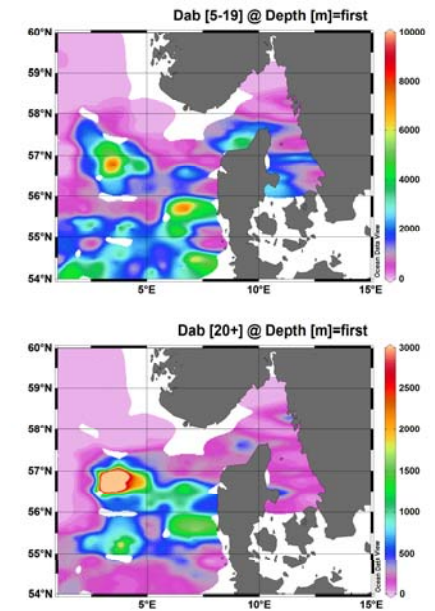 Dab [5-19] @ Depth [m]=first
60°N
59°N
58°N
57°N
56°N
55°N
54°N
5°E
10°E
15°E
10000
8000
6000
4000
2000
0
Ocean Data View
Dab [20+] @ Depth [m]=first
60°N
59°N
58°N
57°N
56°N
55°N
54°N
5°E
10°E
15°E
3000
2500
2000
1500
1000
500
0
Ocean Data View